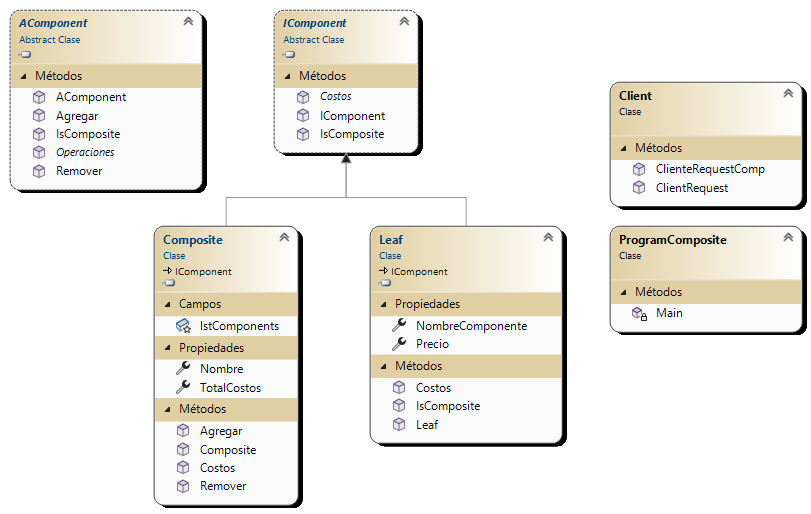 AComponent
Abstract Clase
Métodos
AComponent
Agregar
IsComposite
Operaciones
Remover
IComponent
Abstract Clase
Métodos
Costos
IComponent
IsComposite
Client
Clase
Métodos
ClienteRequestComp
ClientRequest
Composite
Clase
IComponent
Campos
lstComponents
Propiedades
Nombre
TotalCostos
Métodos
Agregar
Composite
Costos
Remover
Leaf
Clase
IComponent
Propiedades
NombreComponente
Precio
Métodos
Costos
IsComposite
Leaf
ProgramComposite
Clase
Métodos
Main